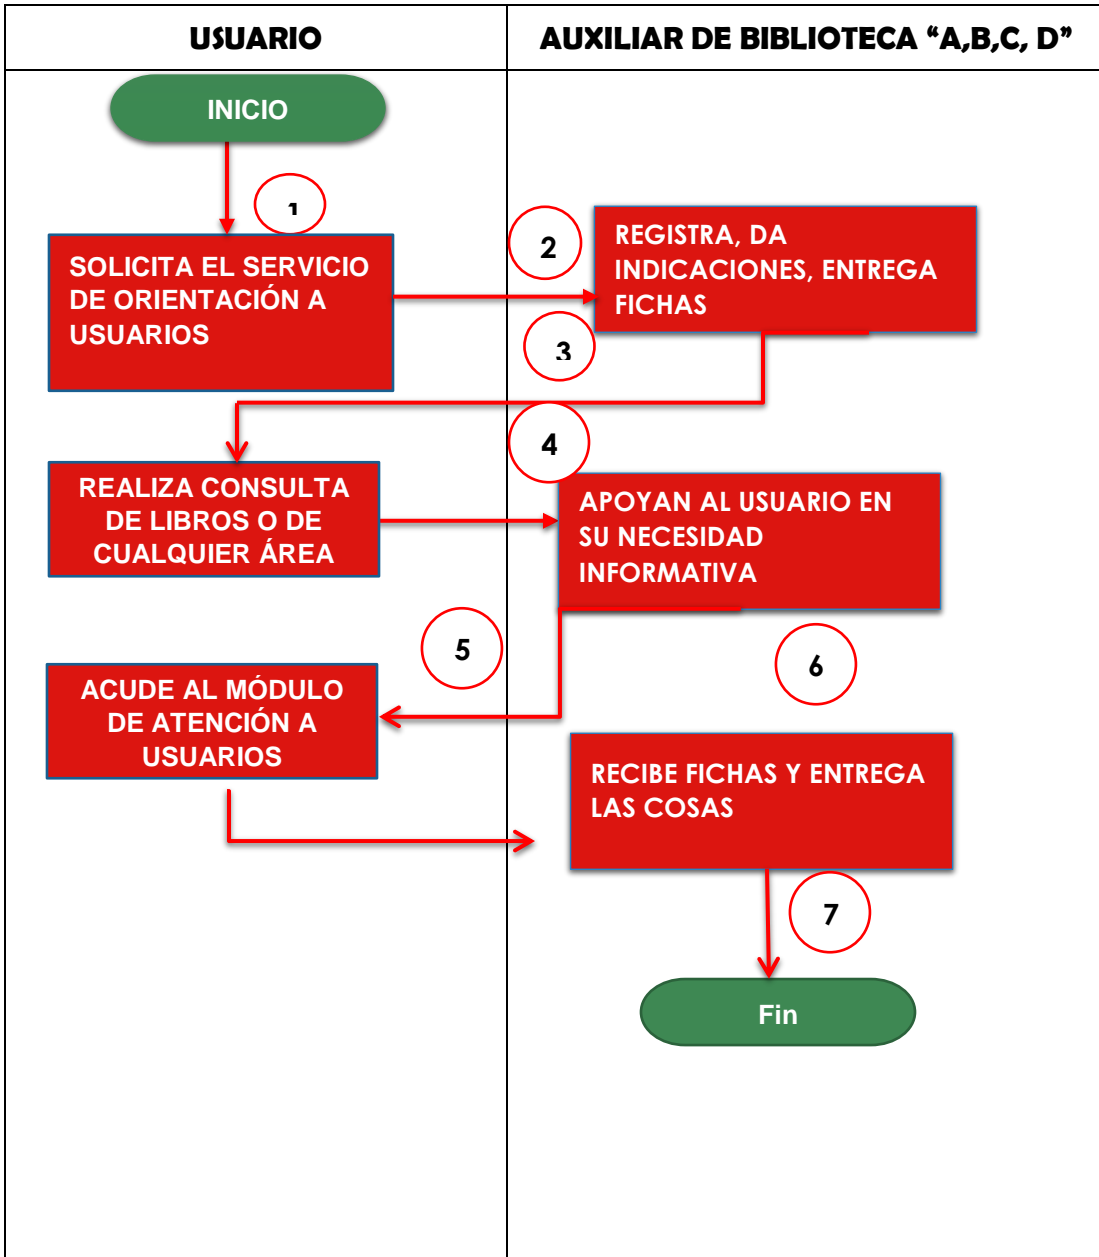 USUARIO
AUXILIAR DE BIBLIOTECA “A,B,C, D”
INICIO
1
SOLICITA EL SERVICIO
DE ORIENTACIÓN A
USUARIOS
2
REGISTRA, DA
INDICACIONES, ENTREGA
FICHAS
3
4
REALIZA CONSULTA
DE LIBROS O DE
CUALQUIER ÁREA
APOYAN AL USUARIO EN
SU NECESIDAD
INFORMATIVA
5
6
ACUDE AL MÓDULO
DE ATENCIÓN A
USUARIOS
RECIBE FICHAS Y ENTREGA
LAS COSAS
7
Fin